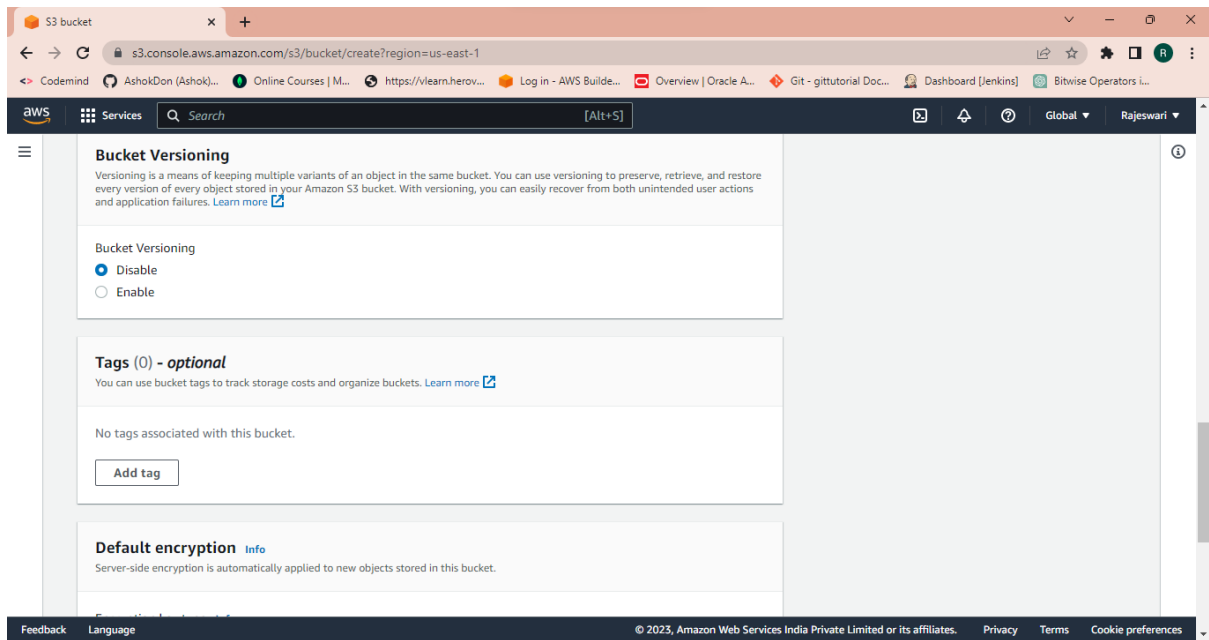 S3 bucket
s3.console.aws.amazon.com/s3/bucket/create?region=us-east-1
R
Codemind
AshokDon (Ashok)...
Online Courses | M...
https://vlearn.herov...
Log in - AWS Builde...
Overview | Oracle A...
Git - gittutorial Doc...
Dashboard [Jenkins]
Bitwise Operators i...
aws
Services
Search
[Alt+S]
Global
Rajeswari
Bucket Versioning
Versioning is a means of keeping multiple variants of an object in the same bucket. You can use versioning to preserve, retrieve, and restore
every version of every object stored in your Amazon S3 bucket. With versioning, you can easily recover from both unintended user actions
and application failures. Learn more
Bucket Versioning
Disable
Enable
Tags (0) - optional
You can use bucket tags to track storage costs and organize buckets. Learn more
No tags associated with this bucket.
Add tag
Default encryption Info
Server-side encryption is automatically applied to new objects stored in this bucket.
Feedback
Language
© 2023, Amazon Web Services India Private Limited or its affiliates.
Privacy
Terms
Cookie preferences